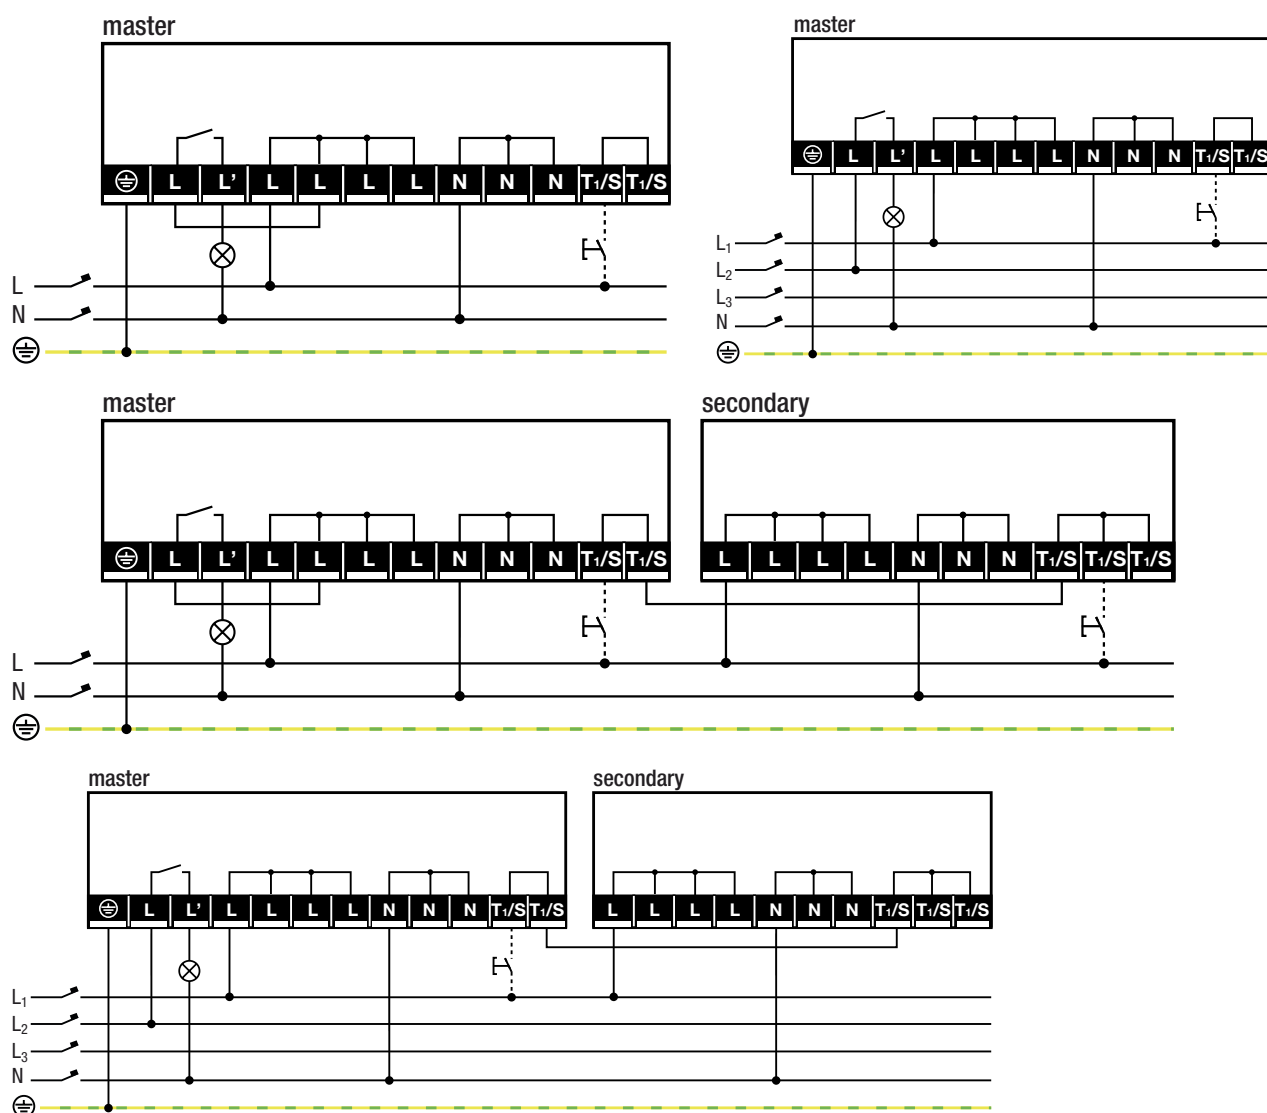 master
L L' L L L L N N N T₁/S T₁/S
L
N
master
L L' L L L L N N N T₁/S T₁/S
L₁
L₂
L₃
N
master secondary
L L' L L L L N N N T₁/S T₁/S L L L L N N N T₁/S T₁/S T₁/S
L
N
master secondary
L L' L L L L N N N T₁/S T₁/S L L L L N N N T₁/S T₁/S T₁/S
L₁
L₂
L₃
N